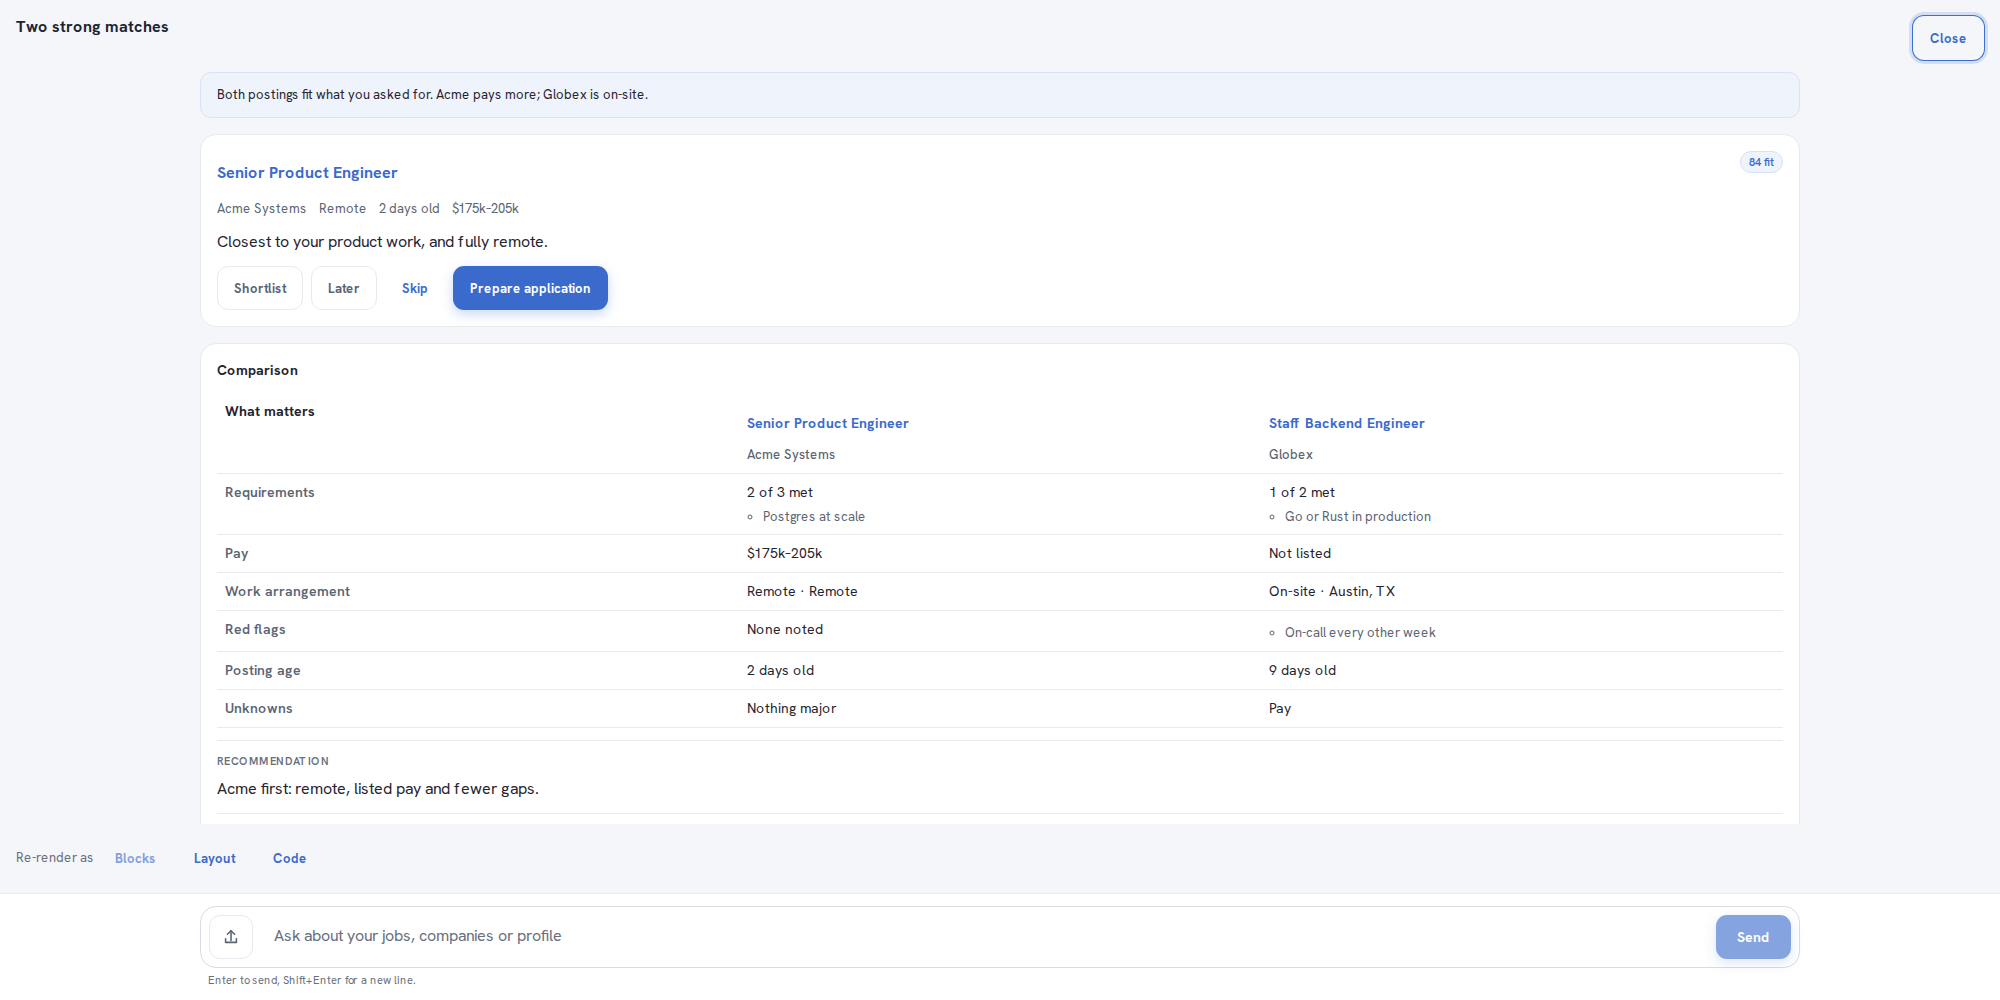 Two strong matches
Close
Both postings fit what you asked for. Acme pays more; Globex is on-site.
Senior Product Engineer
84 fit
Acme Systems Remote 2 days old $175k–205k
Closest to your product work, and fully remote.
Shortlist Later Skip Prepare application
Comparison
What matters
Senior Product Engineer Staff Backend Engineer
Acme Systems Globex
Requirements 2 of 3 met 1 of 2 met
Postgres at scale Go or Rust in production
Pay $175k–205k Not listed
Work arrangement Remote · Remote On-site · Austin, TX
Red flags None noted On-call every other week
Posting age 2 days old 9 days old
Unknowns Nothing major Pay
RECOMMENDATION
Acme first: remote, listed pay and fewer gaps.
Re-render as Blocks Layout Code
Ask about your jobs, companies or profile
Send
Enter to send, Shift+Enter for a new line.